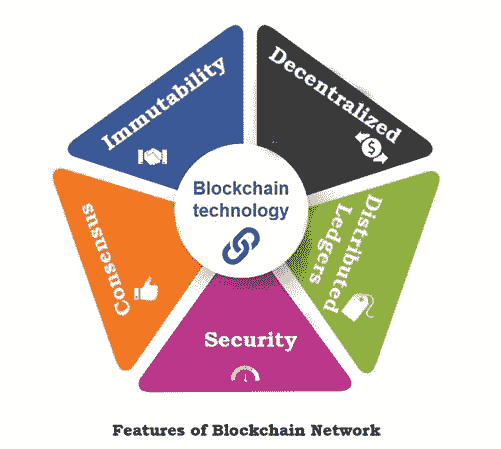 Immutability
Decentralized
Blockchain
technology
Consensus
Distributed
Ledgers
Security
Features of Blockchain Network